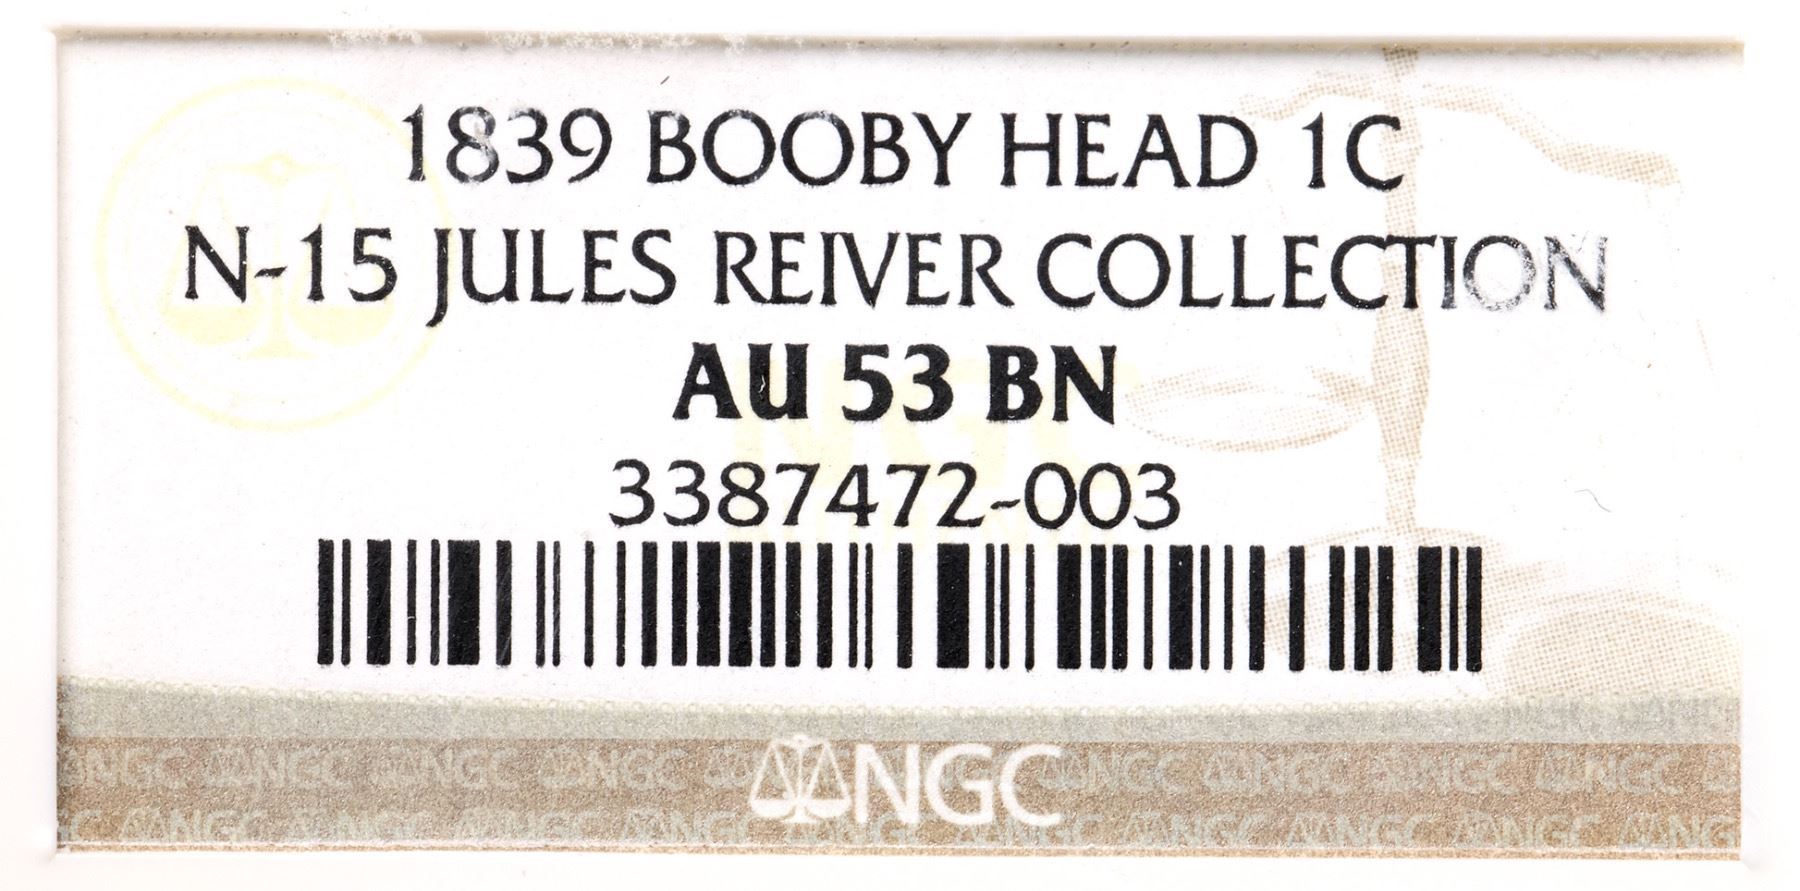 1839 BOOBY HEAD 1C
N-15 JULES REIVER COLLECTION
AU 53 BN
3387472-003
NGC